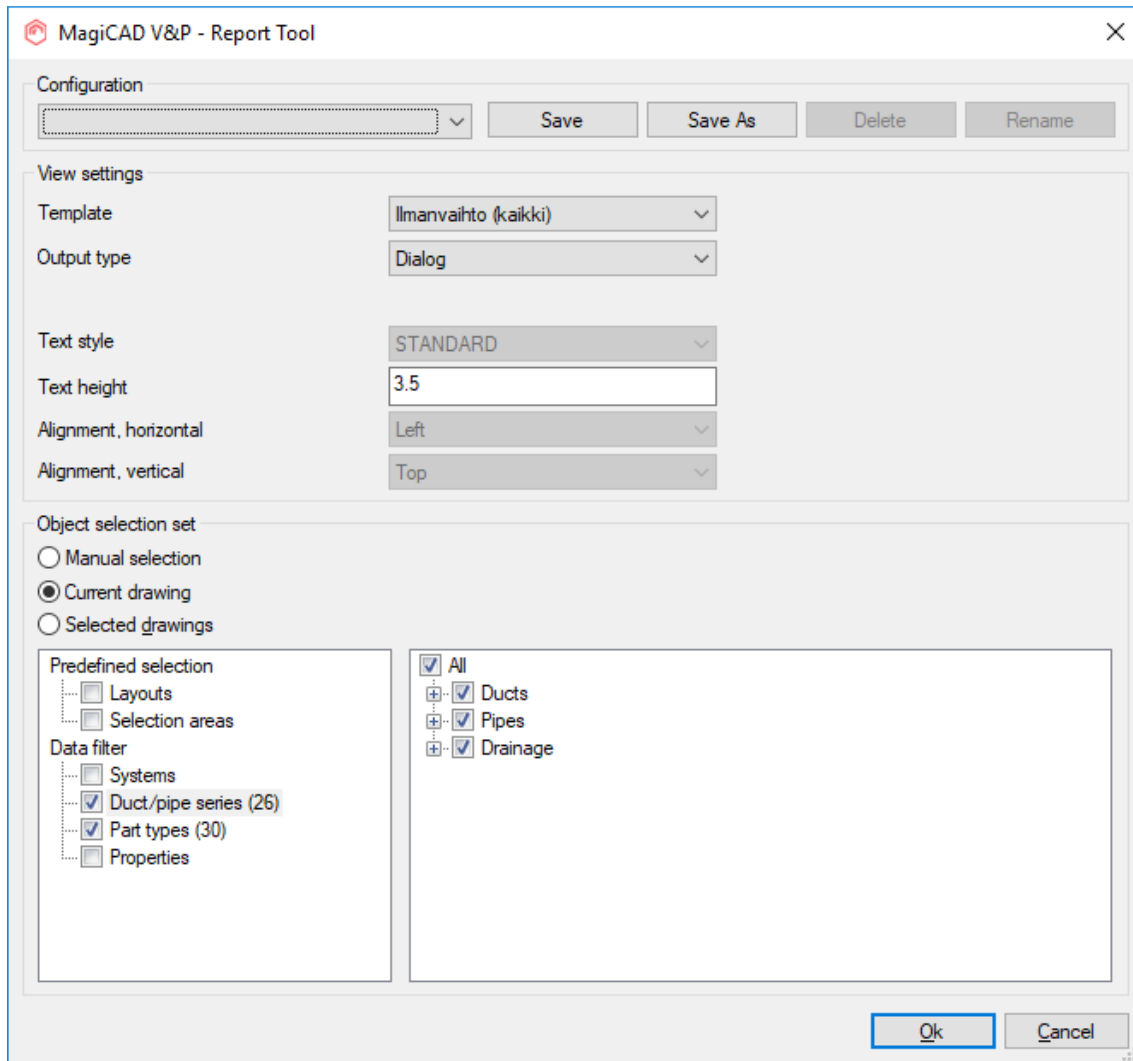 MagiCAD V&P - Report Tool
Configuration
Save Save As Delete Rename
View settings
Template Ilmanvaihto (kaikki)
Output type Dialog
Text style STANDARD
Text height 3.5
Alignment, horizontal Left
Alignment, vertical Top
Object selection set
Manual selection
Current drawing
Selected drawings
Predefined selection
Layouts
Selection areas
Data filter
Systems
Duct/pipe series (26)
Part types (30)
Properties
All
Ducts
Pipes
Drainage
Ok Cancel